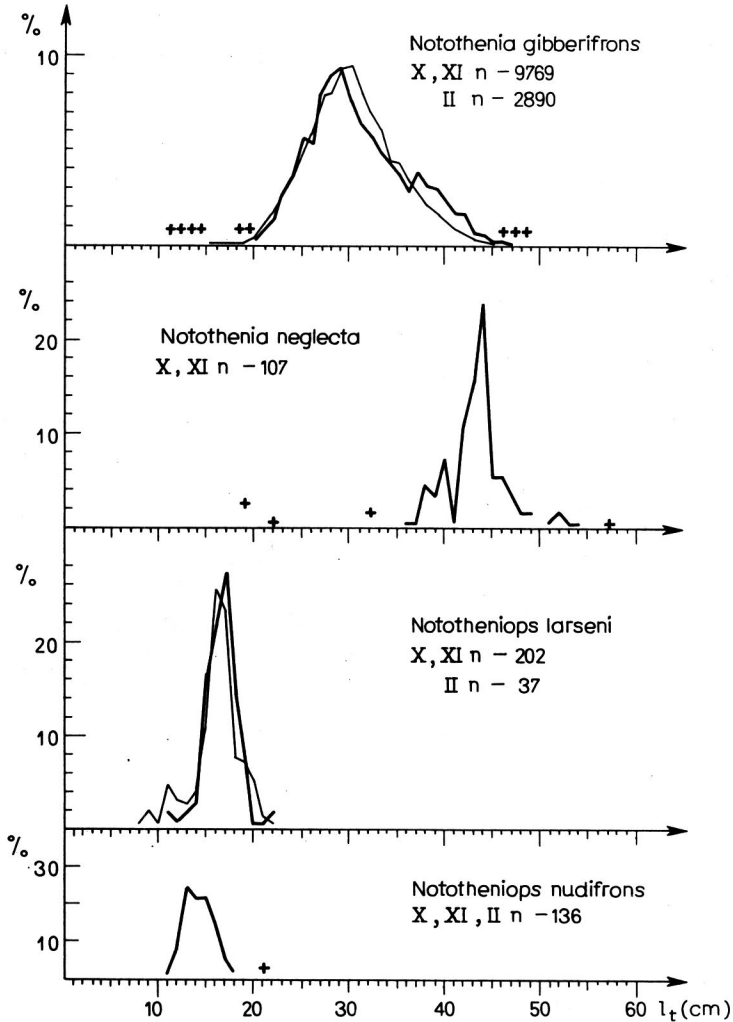 %
10
Notothenia gibberifrons
X, XI n - 9769
II n - 2890
++++ ++ +++
%
20
10
Notothenia neglecta
X, XI n - 107
+ + + +
%
20
10
Nototheniops larseni
X, XI n - 202
II n - 37
%
30
10
Nototheniops nudifrons
X, XI, II n - 136
+
10 20 30 40 50 60 lt (cm)